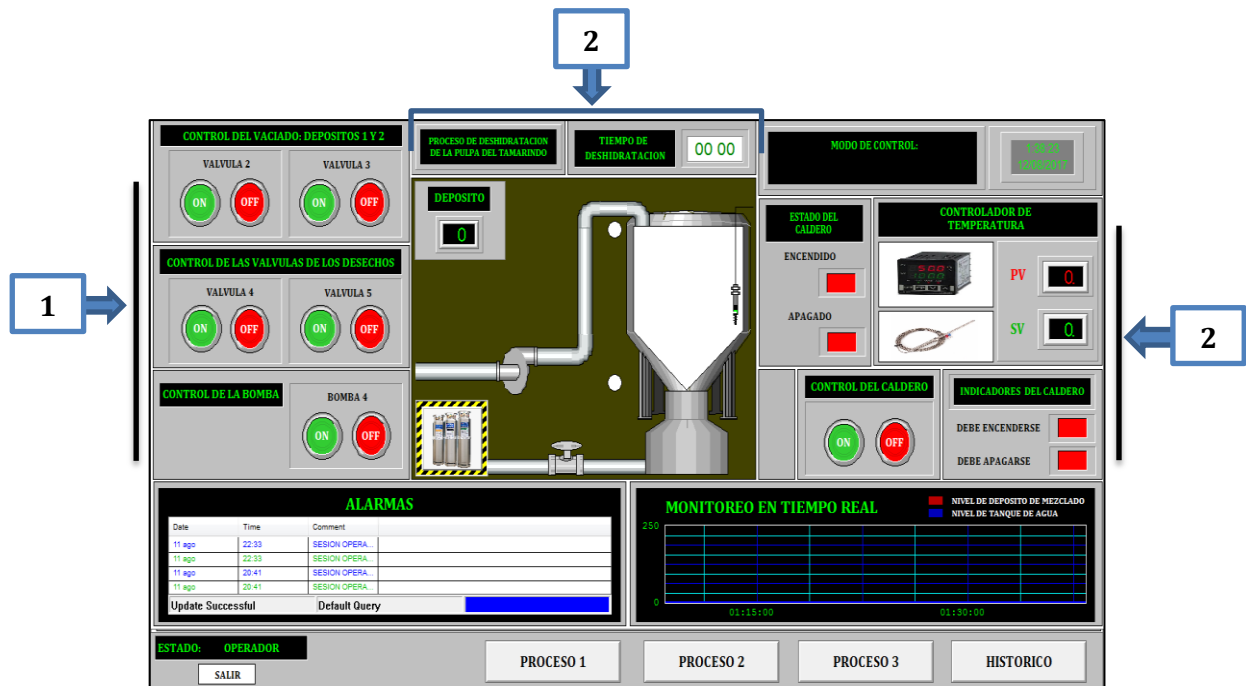 2
CONTROL DEL VACIADO: DEPOSITOS 1 Y 2
VALVULA 2
VALVULA 3
ON
OFF
ON
OFF
PROCESO DE DESHIDRATACION
DE LA PULPA DEL TAMARINDO
TIEMPO DE
DESHIDRATACION
00 00
MODO DE CONTROL:
1:38:23
12/08/2017
1
CONTROL DE LAS VALVULAS DE LOS DESECHOS
VALVULA 4
VALVULA 5
ON
OFF
ON
OFF
CONTROL DE LA BOMBA
BOMBA 4
ON
OFF
DEPOSITO
0
ESTADO DEL
CALDERO
ENCENDIDO
APAGADO
CONTROLADOR DE
TEMPERATURA
PV
0
SV
0
2
CONTROL DEL CALDERO
ON
OFF
INDICADORES DEL CALDERO
DEBE ENCENDERSE
DEBE APAGARSE
ALARMAS
Date Time Comment
11 ago 22:33 SESION OPERA...
11 ago 22:33 SESION OPERA...
11 ago 20:41 SESION OPERA...
11 ago 20:41 SESION OPERA...
Update Successful Default Query
MONITOREO EN TIEMPO REAL
NIVEL DE DEPOSITO DE MEZCLADO
NIVEL DE TANQUE DE AGUA
250
0
01:15:00 01:30:00
ESTADO: OPERADOR
SALIR
PROCESO 1
PROCESO 2
PROCESO 3
HISTORICO